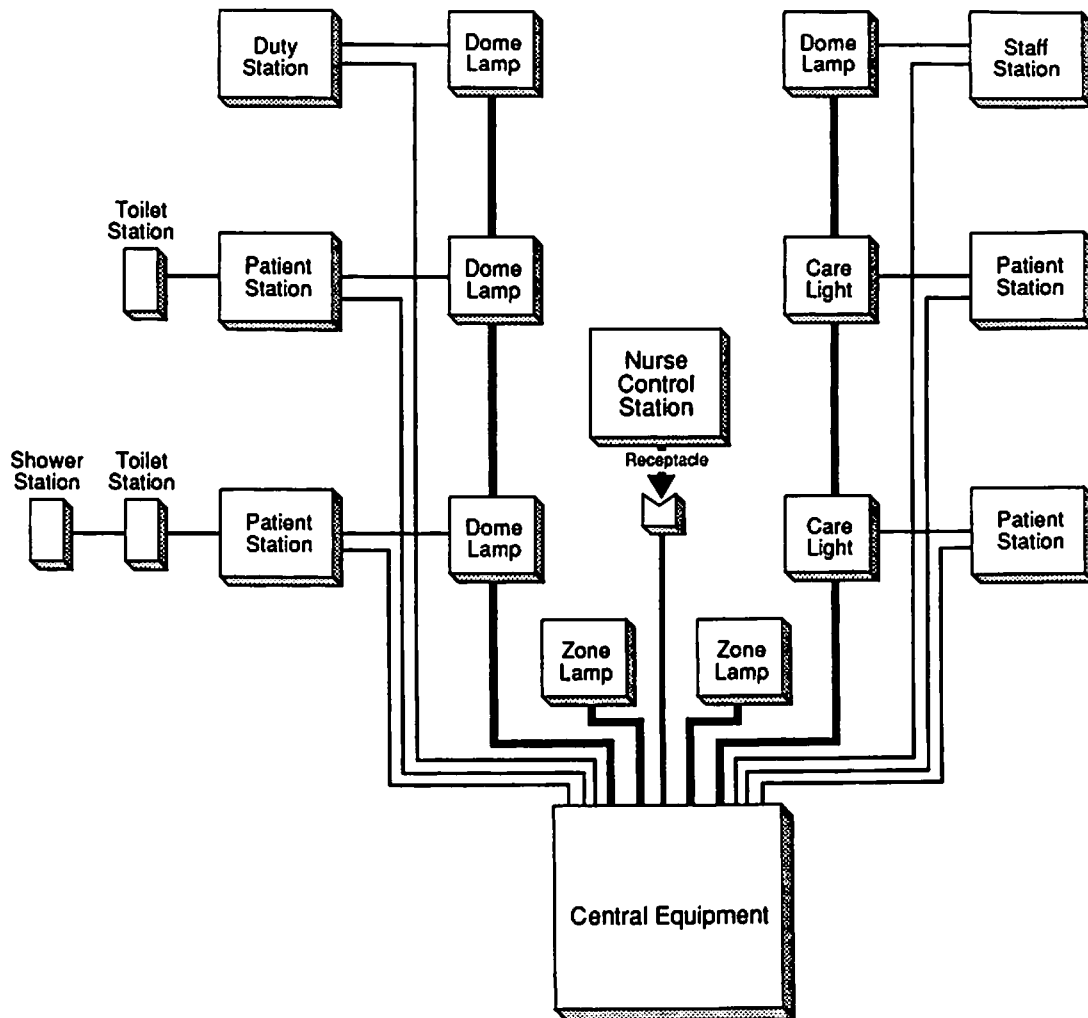 Duty
Station
Dome
Lamp
Dome
Lamp
Staff
Station
Toilet
Station
Patient
Station
Dome
Lamp
Care
Light
Patient
Station
Nurse
Control
Station
Receptacle
Shower
Station
Toilet
Station
Patient
Station
Dome
Lamp
Care
Light
Patient
Station
Zone
Lamp
Zone
Lamp
Central Equipment